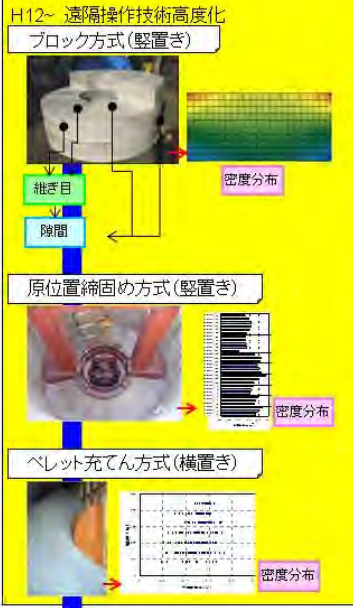 H12~ 遠隔操作技術高度化
ブロック方式(竪置き)
密度分布
継ぎ目
隙間
原位置締固め方式(竪置き)
密度分布
ペレット充てん方式(横置き)
密度分布